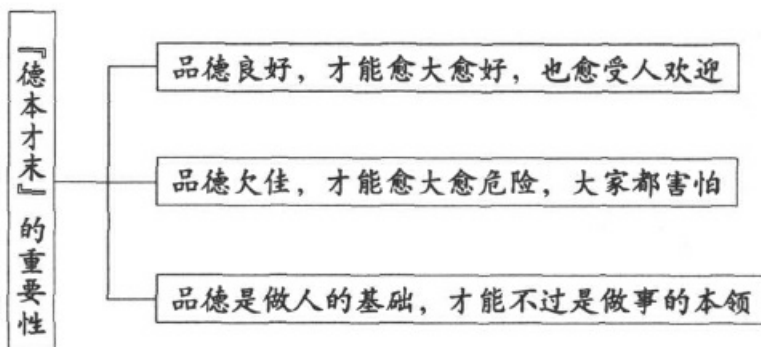 『德本才末』的重要性
品德良好，才能愈大愈好，也愈受人欢迎
品德欠佳，才能愈大愈危险，大家都害怕
品德是做人的基础，才能不过是做事的本领